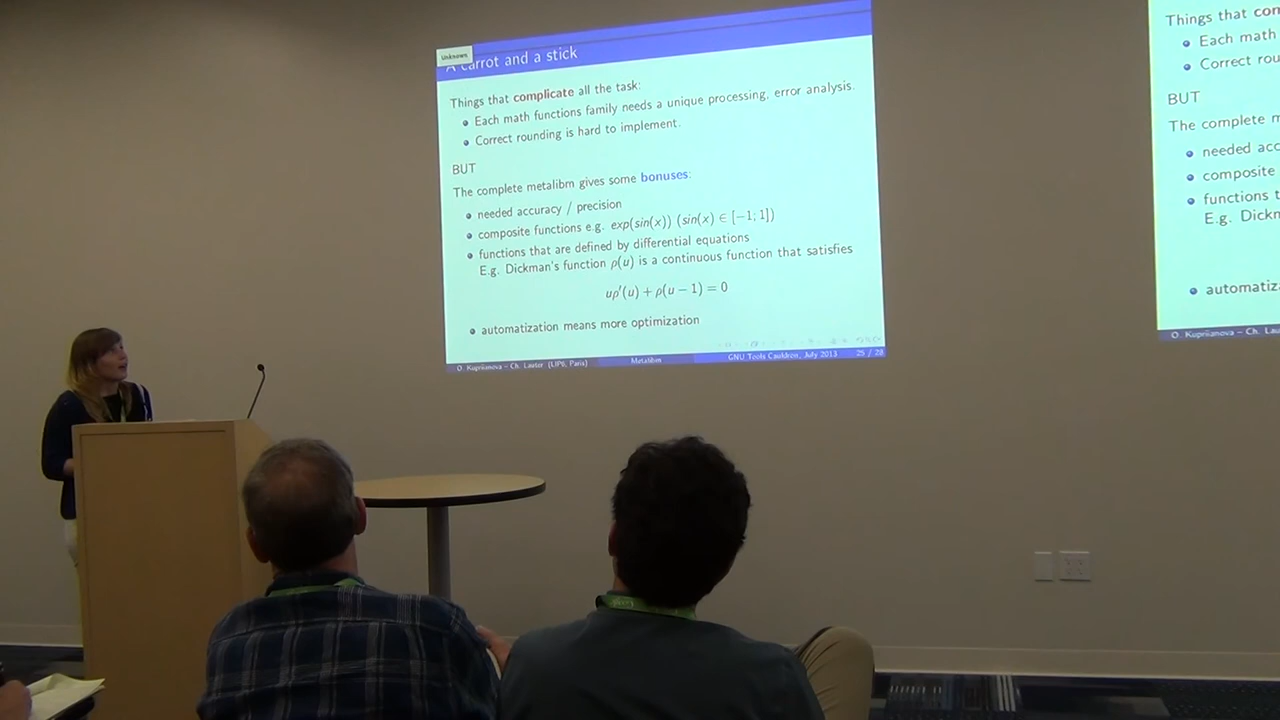 Unknown
A carrot and a stick
Things that complicate all the task:
Each math functions family needs a unique processing, error analysis.
Correct rounding is hard to implement.
BUT
The complete metalibm gives some bonuses:
needed accuracy / precision
composite functions e.g. exp(sin(x)) (sin(x) ∈ [−1; 1])
functions that are defined by differential equations
E.g. Dickman's function ρ(u) is a continuous function that satisfies
uρ′(u) + ρ(u − 1) = 0
automatization means more optimization
O. Kupriianova – Ch. Lauter (LIP6, Paris) Metalibm GNU Tools Cauldron, July 2013 25 / 28
Things that com
Each math
Correct rou
BUT
The complete m
needed acc
composite
functions t
E.g. Dickm
automatiza
O. Kupriianova – Ch. Lau